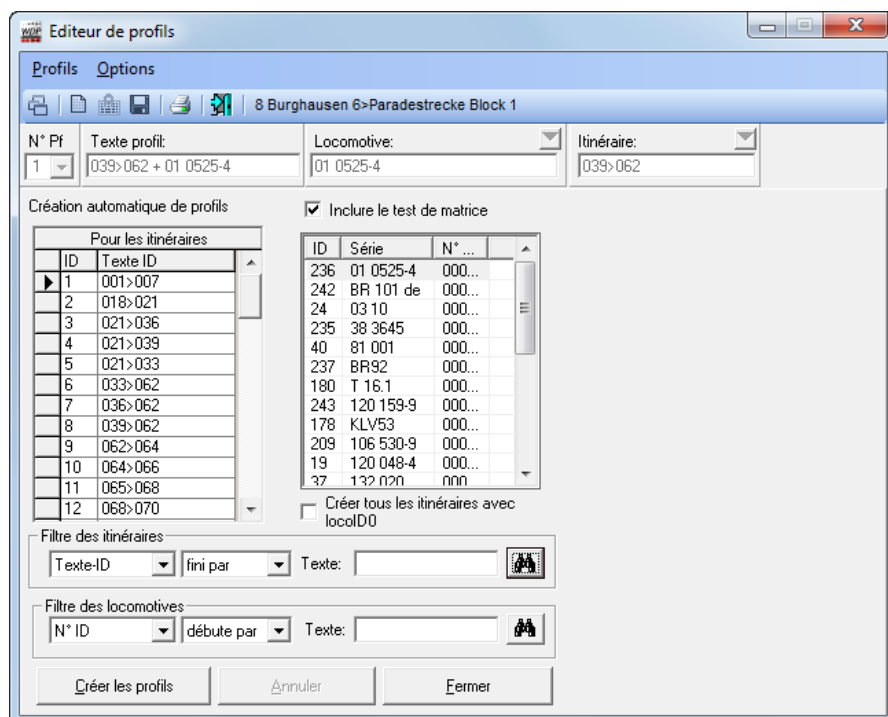 WDP Editeur de profils
Profils Options
8 Burghausen 6>Paradestrecke Block 1
N° Pf Texte profil: Locomotive: Itinéraire:
1 039>062 + 01 0525-4 01 0525-4 039>062
Création automatique de profils
Inclure le test de matrice
Pour les itinéraires
ID Texte ID
1 001>007
2 018>021
3 021>036
4 021>039
5 021>033
6 033>062
7 036>062
8 039>062
9 062>064
10 064>066
11 065>068
12 068>070
ID Série N° ...
236 01 0525-4 000...
242 BR 101 de 000...
24 03 10 000...
235 38 3645 000...
40 81 001 000...
237 BR92 000...
180 T 16.1 000...
243 120 159-9 000...
178 KLV53 000...
209 106 530-9 000...
19 120 048-4 000...
37 132 020 000
Créer tous les itinéraires avec
locoID0
Filtre des itinéraires
Texte-ID fini par Texte:
Filtre des locomotives
N° ID débute par Texte:
Créer les profils Annuler Fermer